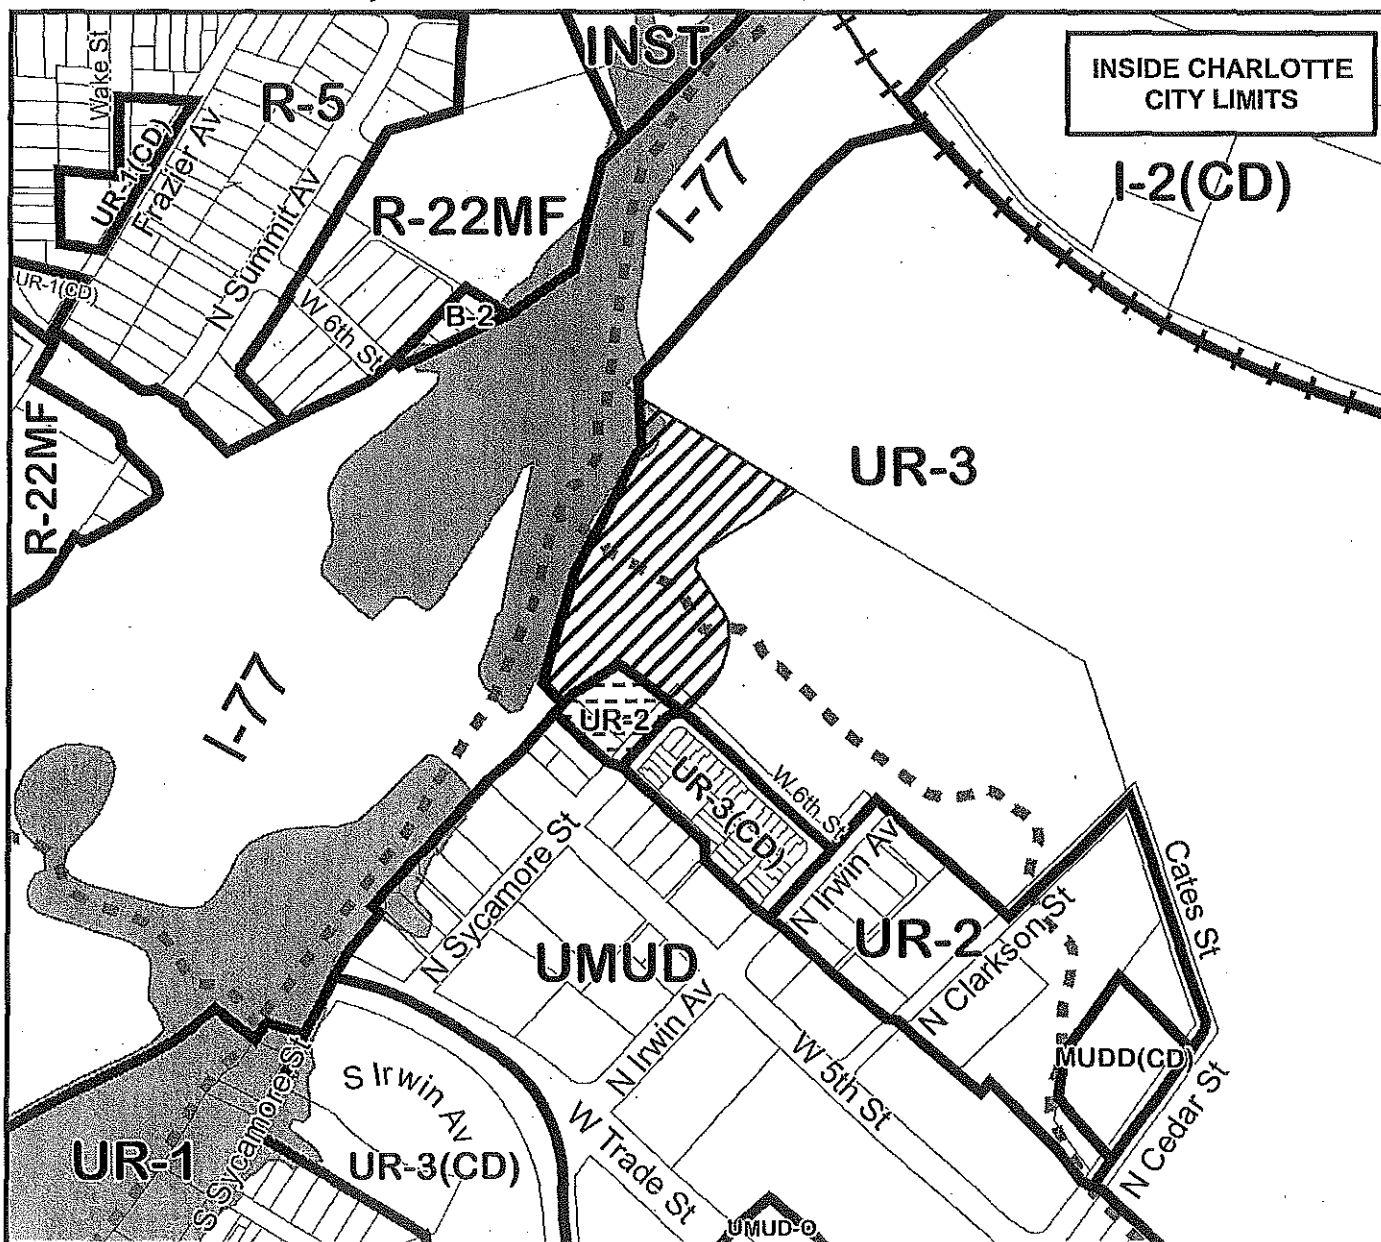 INST
INSIDE CHARLOTTE
CITY LIMITS
Wake St
R-5
UR-1(CD)
Frazier Av
I-77
I-2(CD)
N Summit Av
R-22MF
UR-1(CD)
W 6th St
B-2
R-22MF
UR-3
I-77
UR-2
UR-3(CD)
W 6th St
N Irwin Av
N Sycamore St
UMUD
UR-2
N Clarkson St
Cates St
N Irwin Av
W 5th St
MUDD(CD)
N Cedar St
S Irwin Av
S Sycamore St
UR-1
UR-3(CD)
W Trade St
UMUD-O